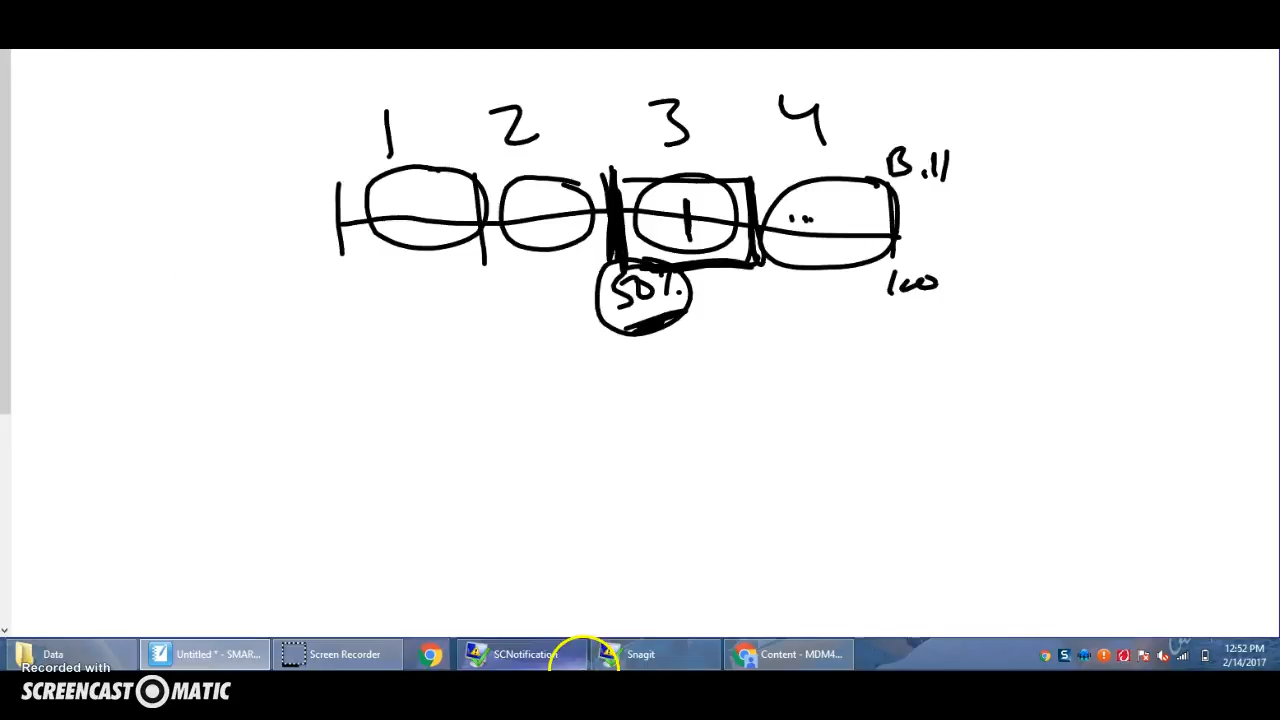 1 2 3 4
B.ll
1
...
50%
100
Data
Untitled * - SMAR...
Screen Recorder
SCNotification
Snagit
Content - MDM4...
12:52 PM
2/14/2017
Recorded with
SCREENCAST MATIC